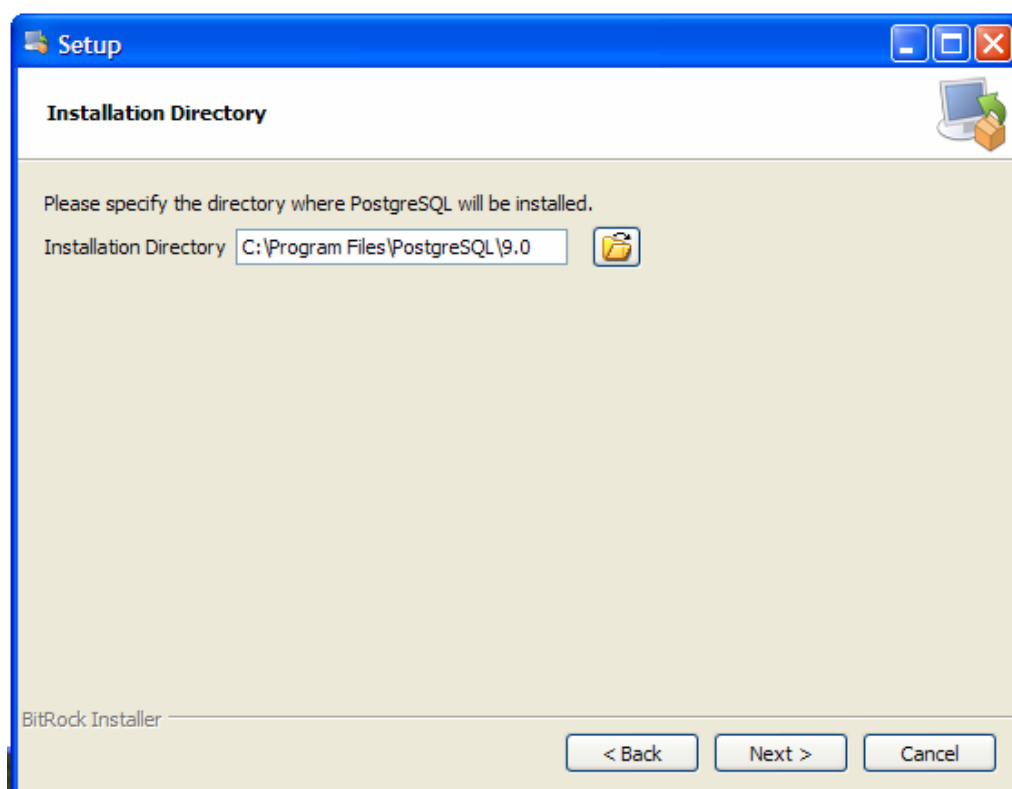 Setup
Installation Directory
Please specify the directory where PostgreSQL will be installed.
Installation Directory C:\Program Files\PostgreSQL\9.0
BitRock Installer
< Back Next > Cancel